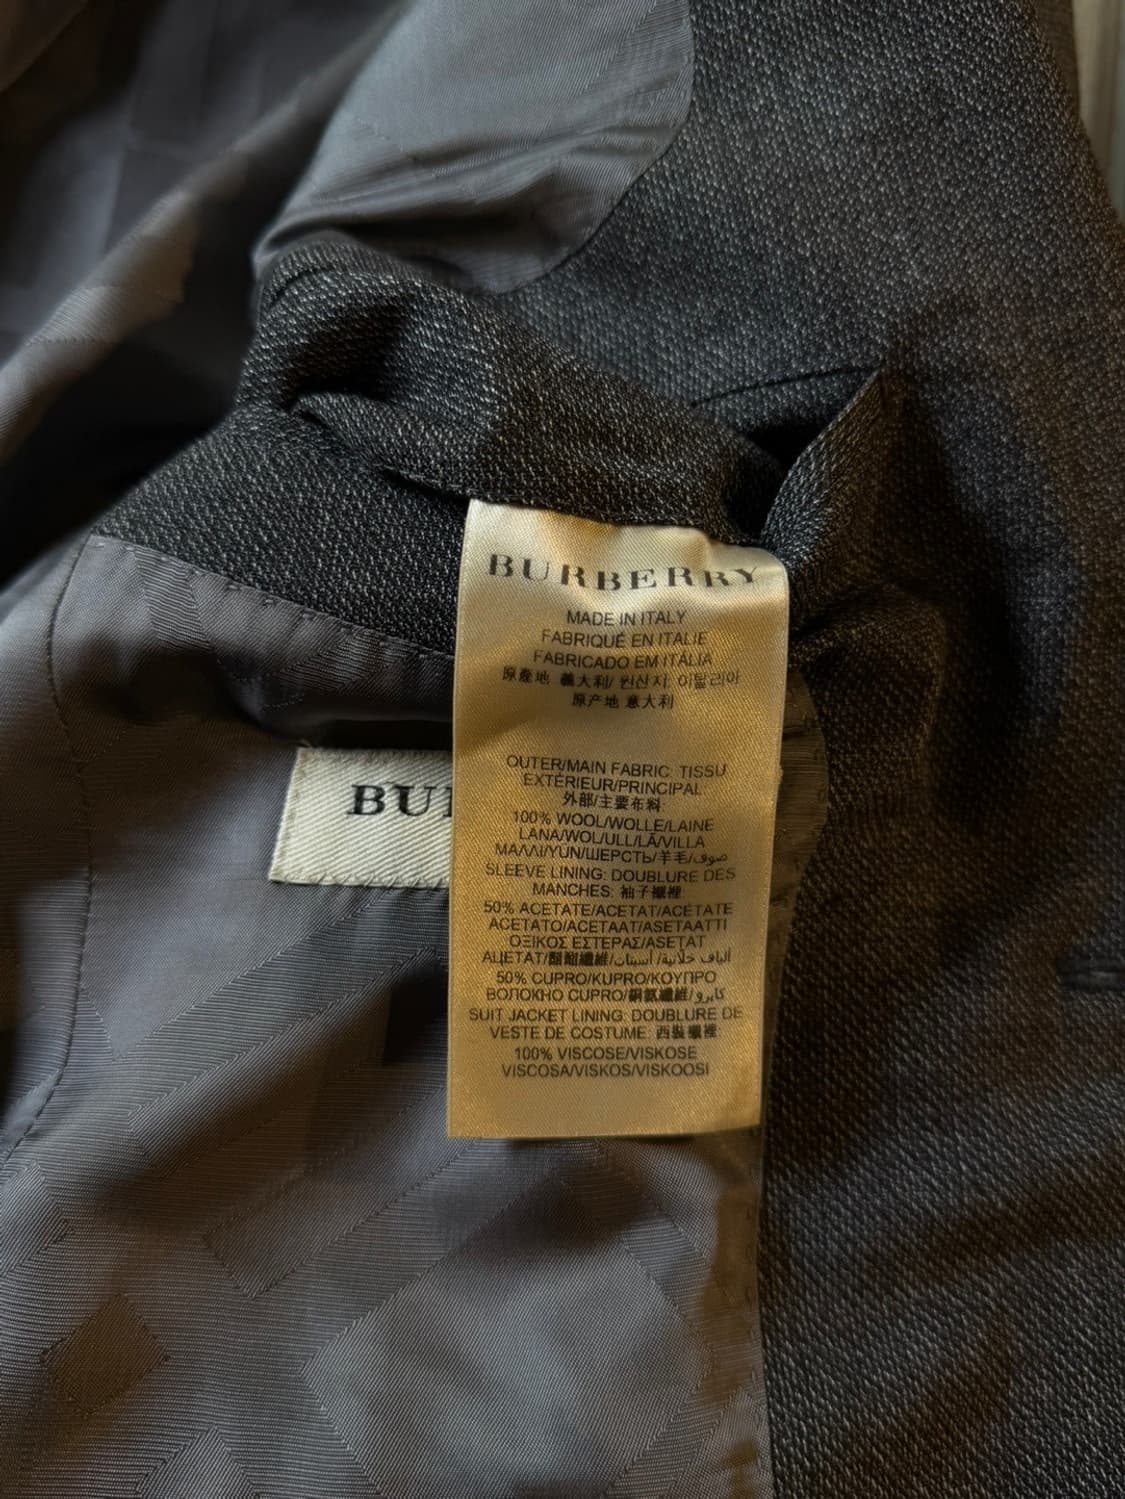 BURBERRY
MADE IN ITALY
FABRIQUÉ EN ITALIE
FABRICADO EM ITÁLIA
原産地 義大利/ 원산지: 이탈리아
原产地 意大利
OUTER/MAIN FABRIC: TISSU
EXTÉRIEUR/PRINCIPAL:
外部/主要布料:
100% WOOL/WOLLE/LAINE
LANA/WOL/ULL/LÃ/VILLA
ΜΑΛΛΙ/YÜN/ШЕРСТЬ/羊毛/صوف
SLEEVE LINING: DOUBLURE DES
MANCHES: 袖子襯裡
50% ACETATE/ACETAT/ACÉTATE
ACETATO/ACETAAT/ASETAATTI
ΟΞΙΚΟΣ ΕΣΤΕΡΑΣ/ASETAT
АЦЕТАТ/醋酯纖維/أسيتات/ألياف خلاتية
50% CUPRO/KUPRO/ΚΟΥΠΡΟ
ВОЛОКНО CUPRO/銅氨纖維/كابرو
SUIT JACKET LINING: DOUBLURE DE
VESTE DE COSTUME: 西裝襯裡
100% VISCOSE/VISKOSE
VISCOSA/VISKOS/VISKOOSI
BU